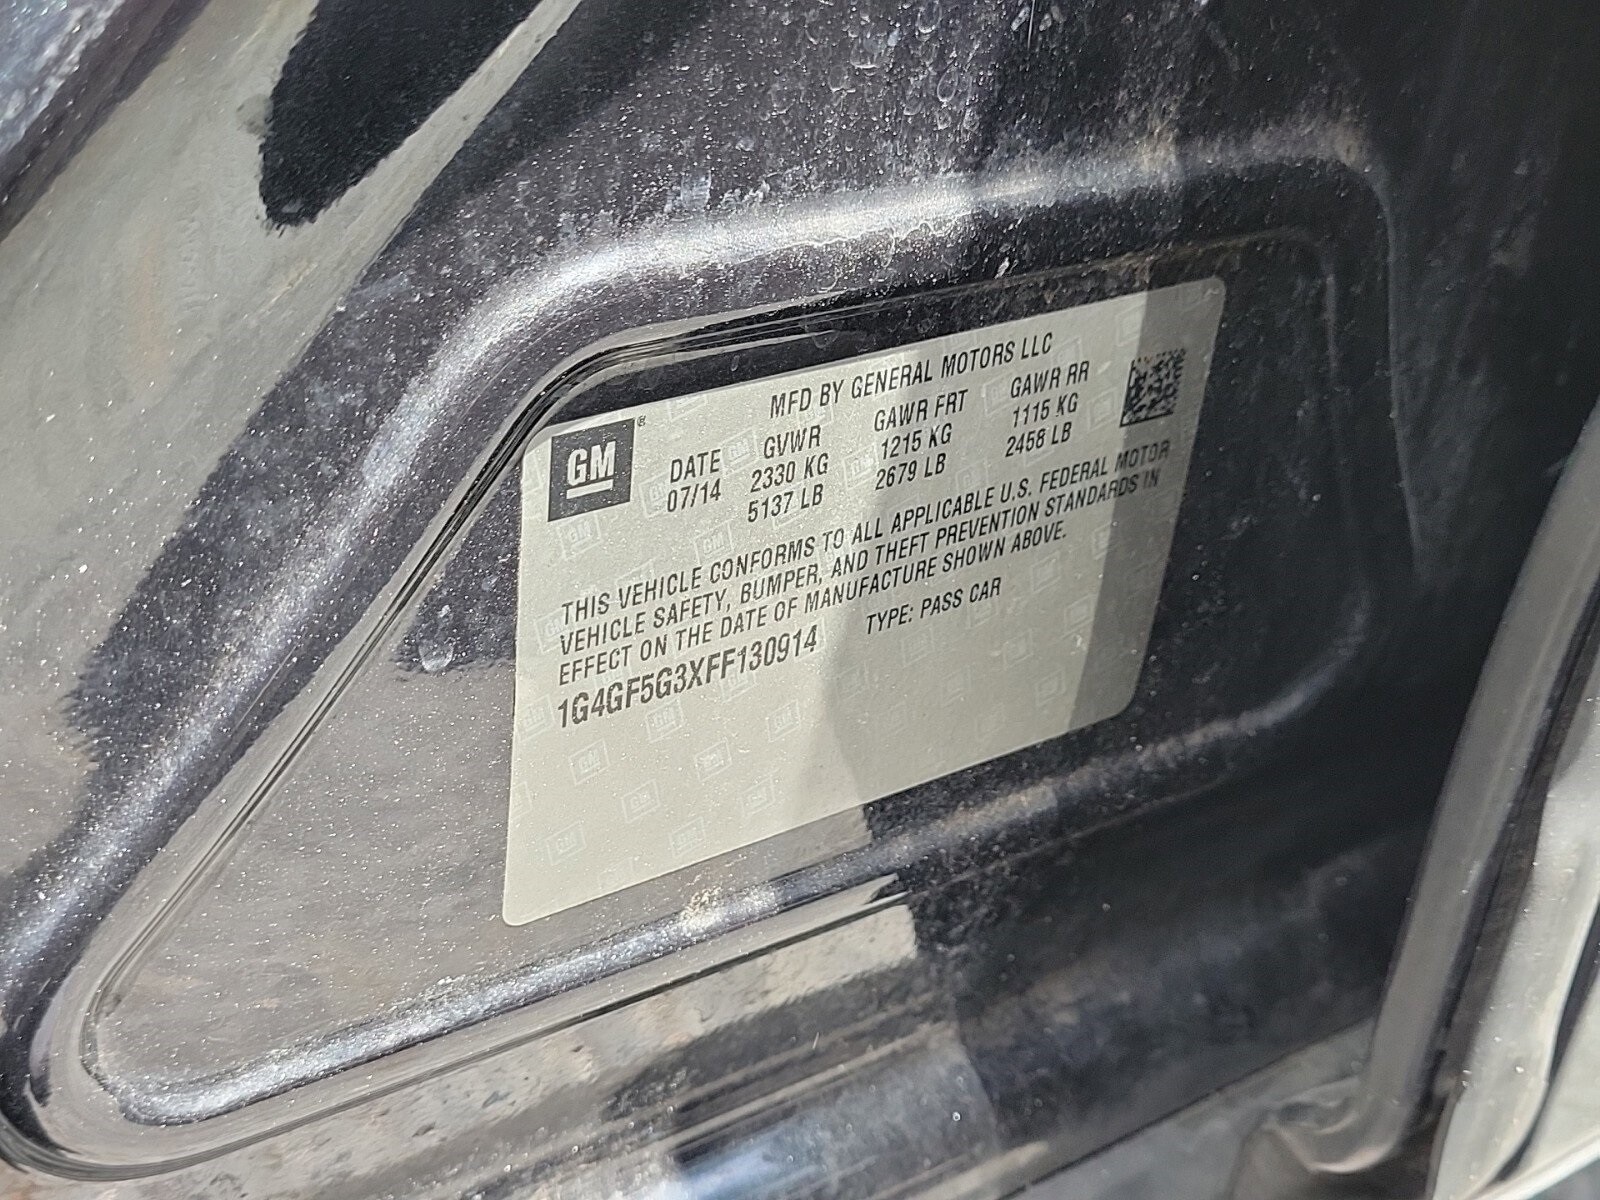 MFD BY GENERAL MOTORS LLC
GM®
DATE GVWR GAWR FRT GAWR RR
07/14 2330 KG 1215 KG 1115 KG
5137 LB 2679 LB 2458 LB
THIS VEHICLE CONFORMS TO ALL APPLICABLE U.S. FEDERAL MOTOR
VEHICLE SAFETY, BUMPER, AND THEFT PREVENTION STANDARDS IN
EFFECT ON THE DATE OF MANUFACTURE SHOWN ABOVE.
1G4GF5G3XFF130914 TYPE: PASS CAR